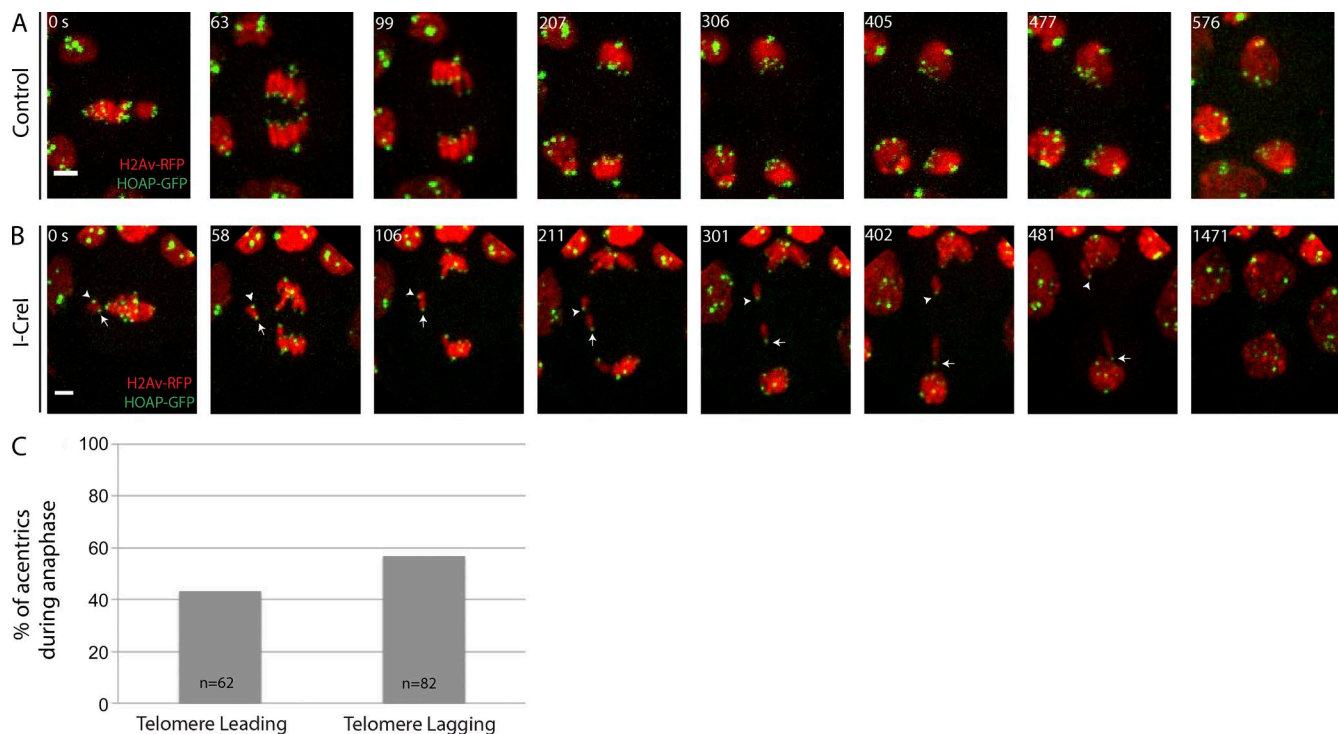 A
Control
0 s
63
99
207
306
405
477
576
H2Av-RFP
HOAP-GFP
B
I-CreI
0 s
58
106
211
301
402
481
1471
H2Av-RFP
HOAP-GFP
C
% of acentrics
during anaphase
100
80
60
40
20
0
n=62
n=82
Telomere Leading
Telomere Lagging